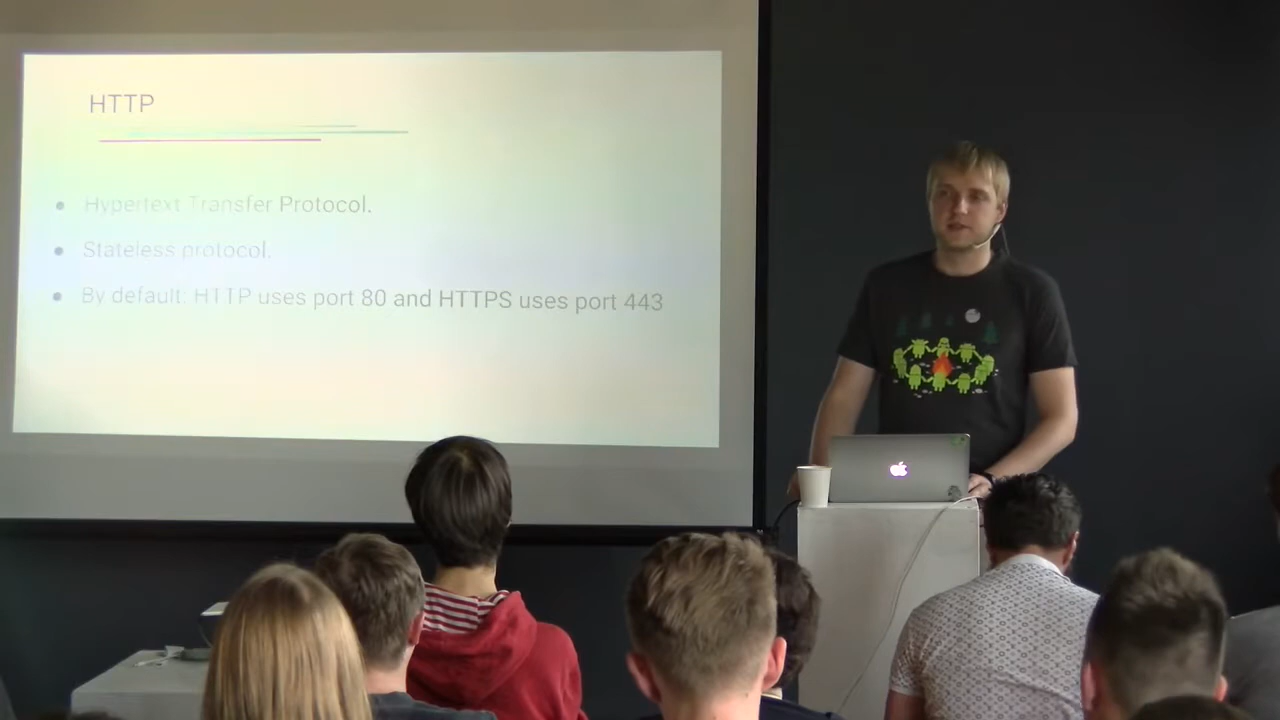 HTTP
Hypertext Transfer Protocol.
Stateless protocol.
By default: HTTP uses port 80 and HTTPS uses port 443